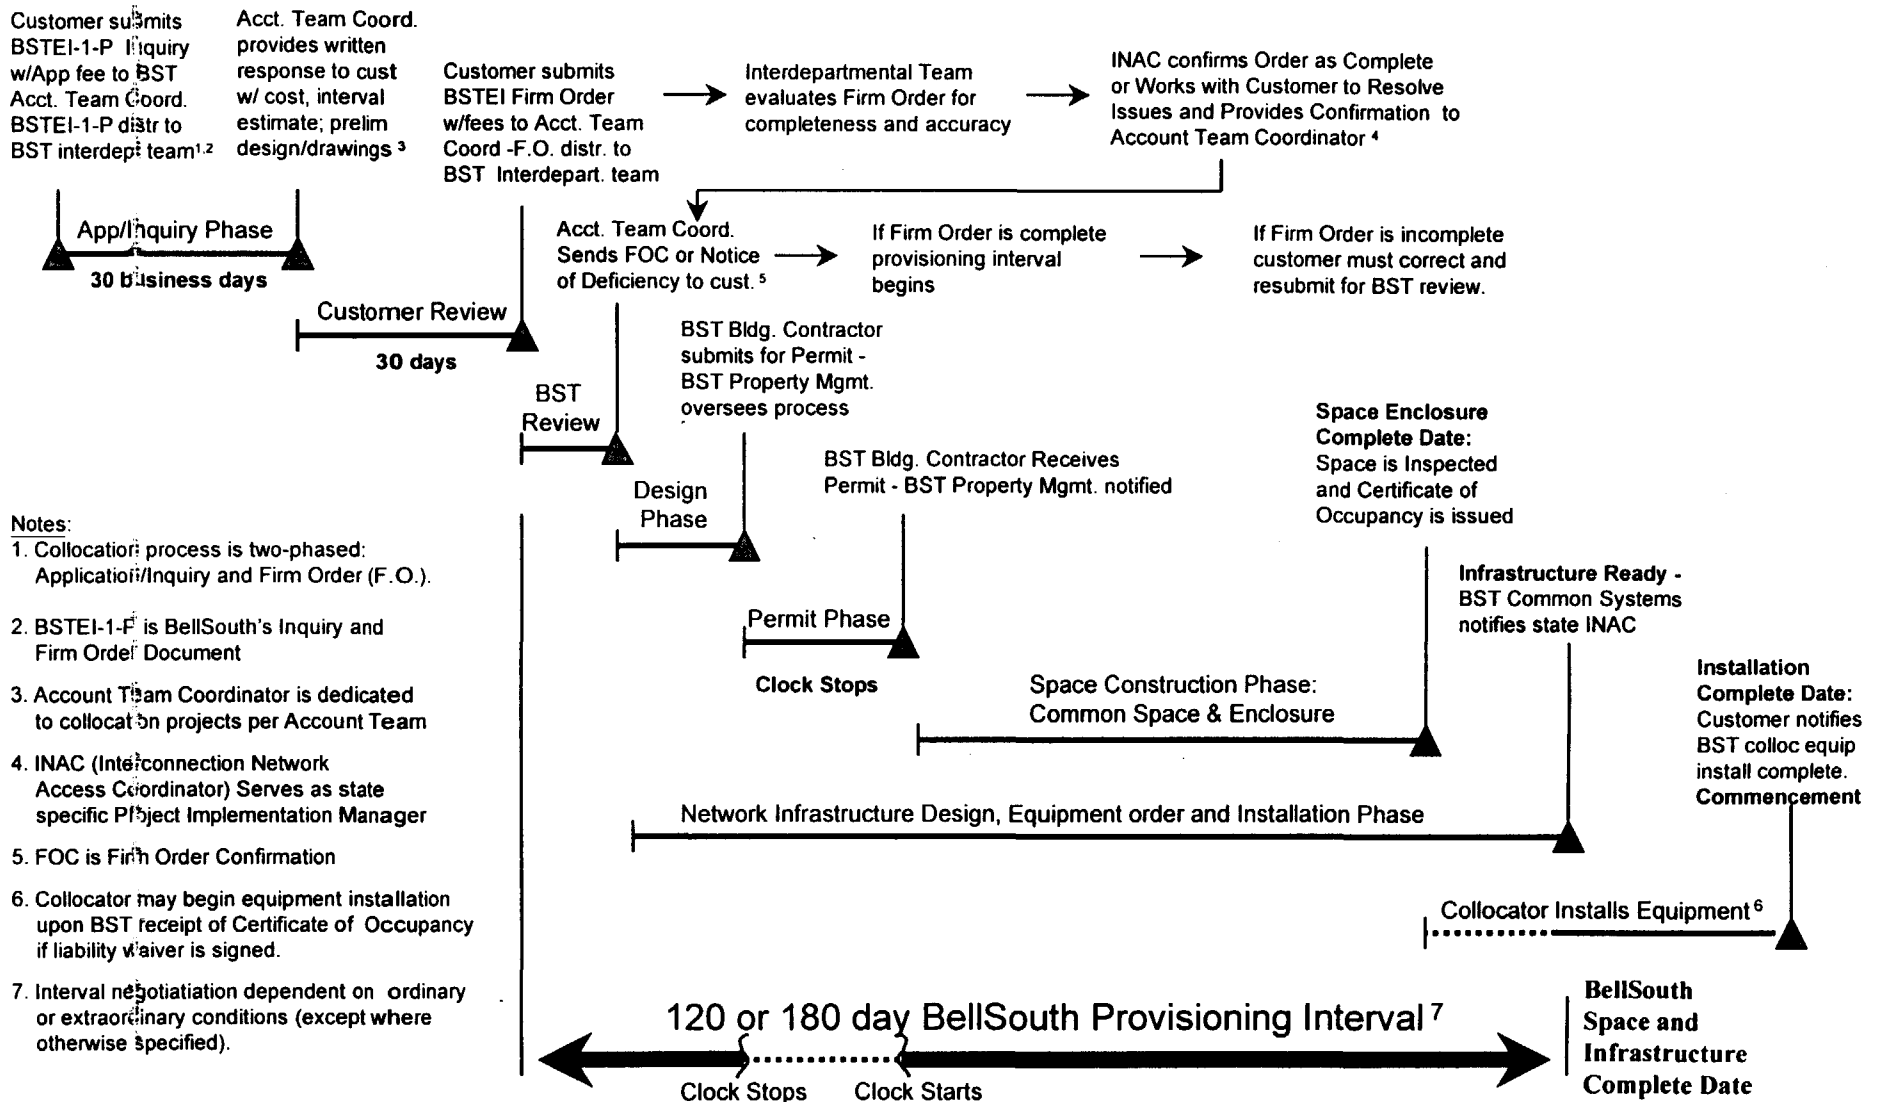 Customer submits
BSTEI-1-P Inquiry
w/App fee to BST
Acct. Team Coord.
BSTEI-1-P distr to
BST interdept team1,2
Acct. Team Coord.
provides written
response to cust
w/ cost, interval
estimate; prelim
design/drawings 3
Customer submits
BSTEI Firm Order
w/fees to Acct. Team
Coord -F.O. distr. to
BST Interdepart. team
Interdepartmental Team
evaluates Firm Order for
completeness and accuracy
INAC confirms Order as Complete
or Works with Customer to Resolve
Issues and Provides Confirmation to
Account Team Coordinator 4
App/Inquiry Phase
30 business days
Acct. Team Coord.
Sends FOC or Notice
of Deficiency to cust. 5
If Firm Order is complete
provisioning interval
begins
If Firm Order is incomplete
customer must correct and
resubmit for BST review.
Customer Review
30 days
BST Bldg. Contractor
submits for Permit -
BST Property Mgmt.
oversees process
BST
Review
Space Enclosure
Complete Date:
Space is Inspected
and Certificate of
Occupancy is issued
BST Bldg. Contractor Receives
Permit - BST Property Mgmt. notified
Design
Phase
Infrastructure Ready -
BST Common Systems
notifies state INAC
Permit Phase
Clock Stops
Space Construction Phase:
Common Space & Enclosure
Installation
Complete Date:
Customer notifies
BST colloc equip
install complete.
Commencement
Network Infrastructure Design, Equipment order and Installation Phase
Collocator Installs Equipment 6
Notes:
1. Collocation process is two-phased:
Application/Inquiry and Firm Order (F.O.).
2. BSTEI-1-P is BellSouth's Inquiry and
Firm Order Document
3. Account Team Coordinator is dedicated
to collocation projects per Account Team
4. INAC (Interconnection Network
Access Coordinator) Serves as state
specific Project Implementation Manager
5. FOC is Firm Order Confirmation
6. Collocator may begin equipment installation
upon BST receipt of Certificate of Occupancy
if liability waiver is signed.
7. Interval negotiatiation dependent on ordinary
or extraordinary conditions (except where
otherwise specified).
120 or 180 day BellSouth Provisioning Interval 7
Clock Stops
Clock Starts
BellSouth
Space and
Infrastructure
Complete Date